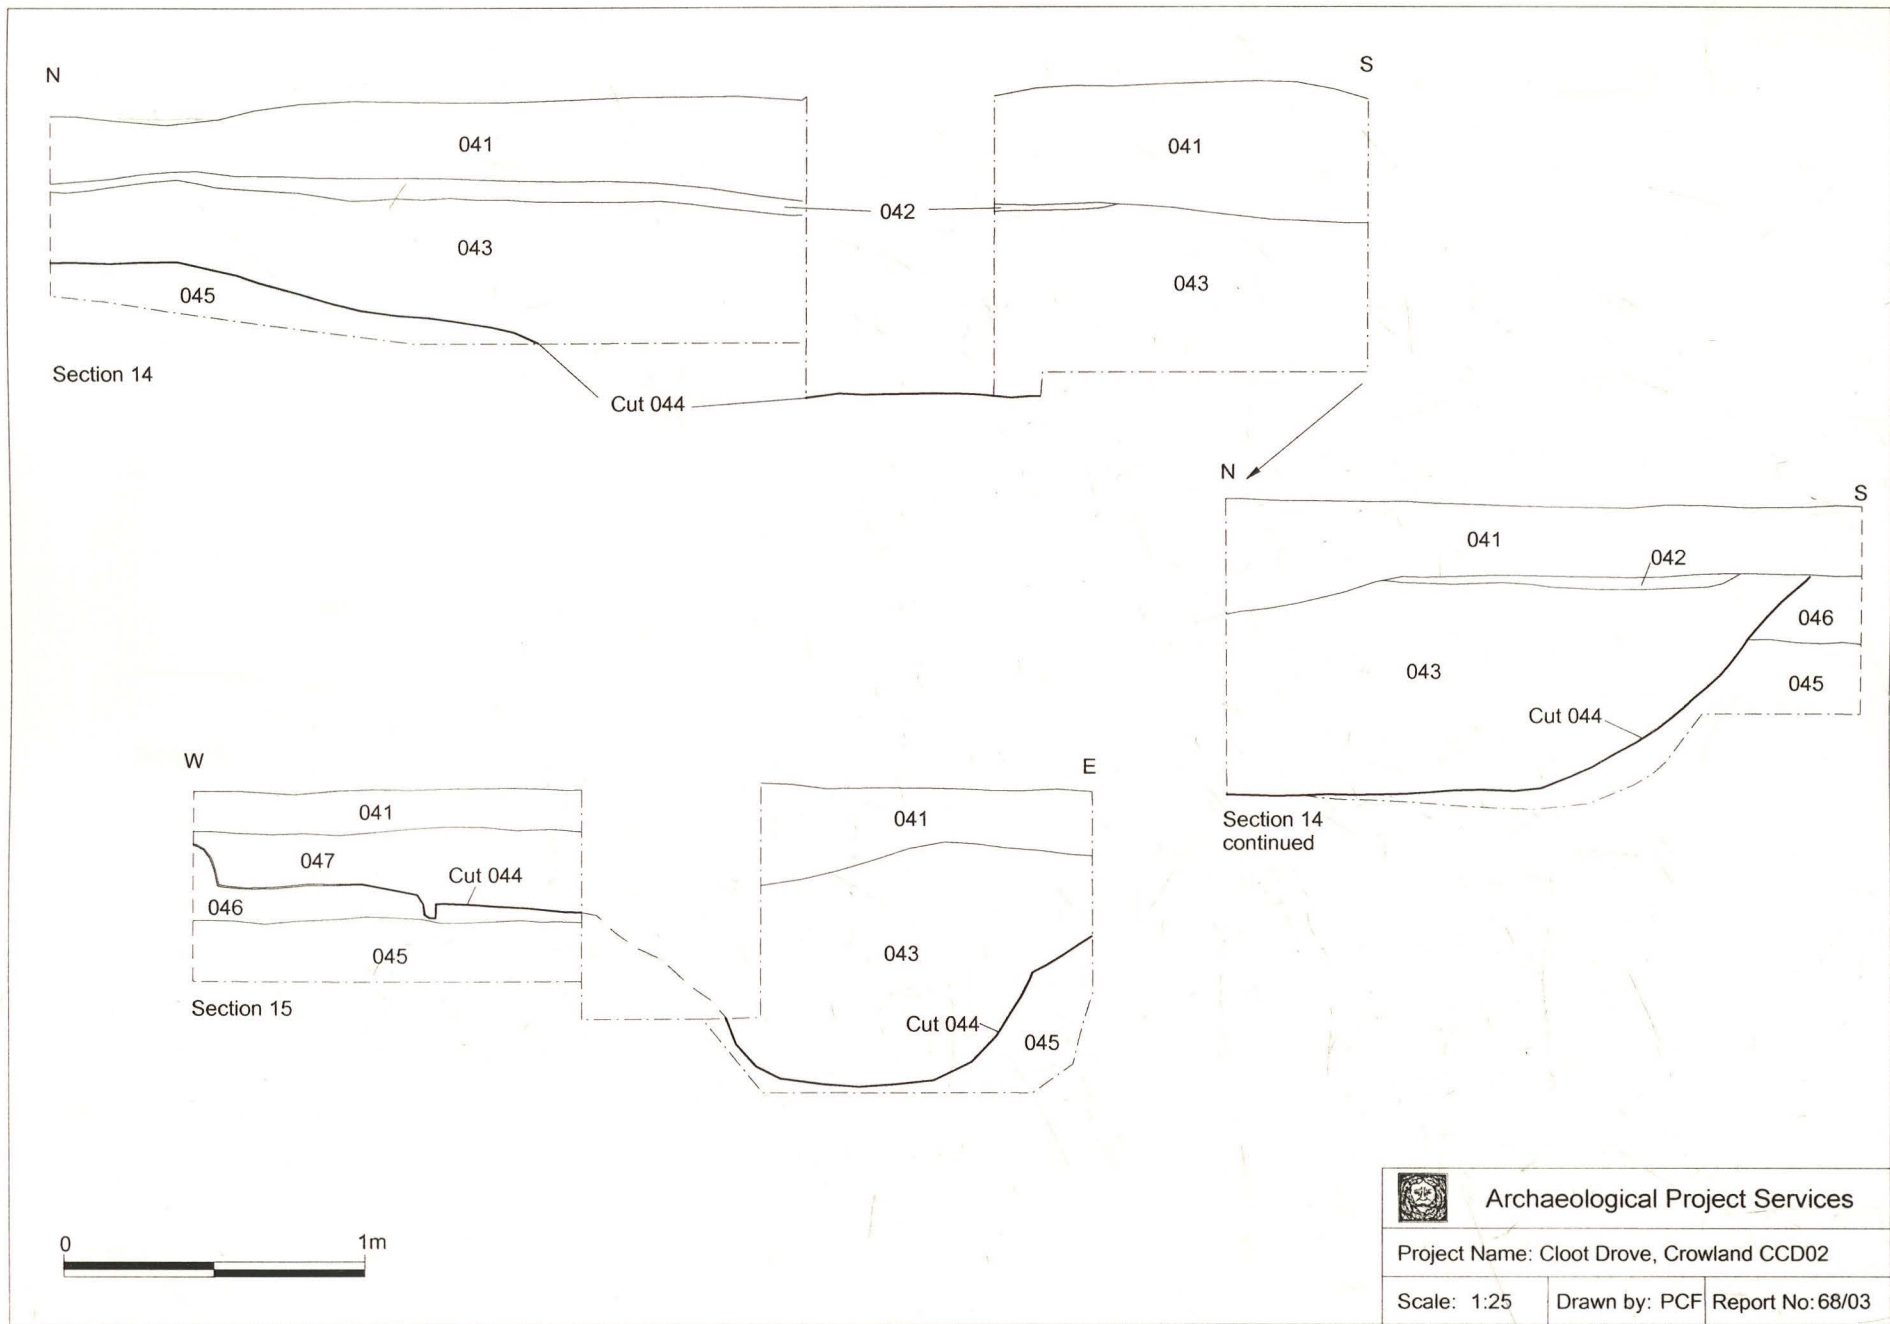 N
S
041
041
042
043
043
045
Section 14
Cut 044
N
S
041
042
046
043
045
Cut 044
Section 14
continued
W
E
041
041
047
Cut 044
046
043
045
Section 15
Cut 044
045
0 1m
Archaeological Project Services
Project Name: Cloot Drove, Crowland CCD02
Scale: 1:25 Drawn by: PCF Report No: 68/03